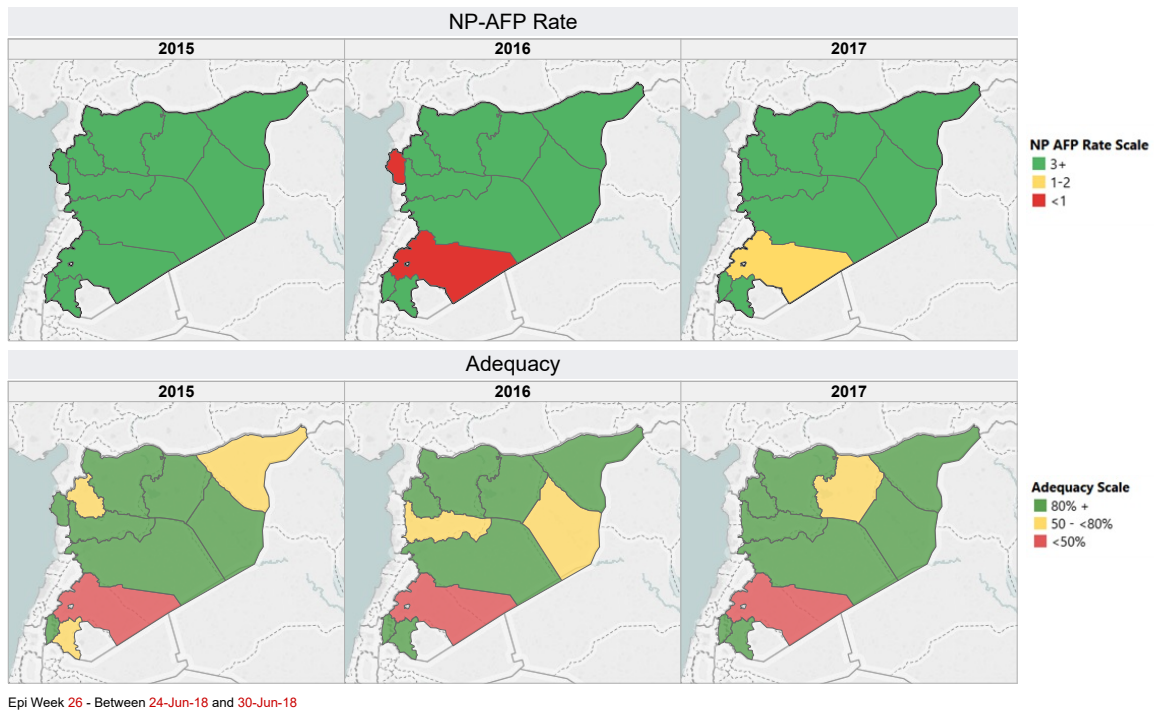 NP-AFP Rate
2015 2016 2017
NP AFP Rate Scale
3+
1-2
<1
Adequacy
2015 2016 2017
Adequacy Scale
80% +
50 - <80%
<50%
Epi Week 26 - Between 24-Jun-18 and 30-Jun-18